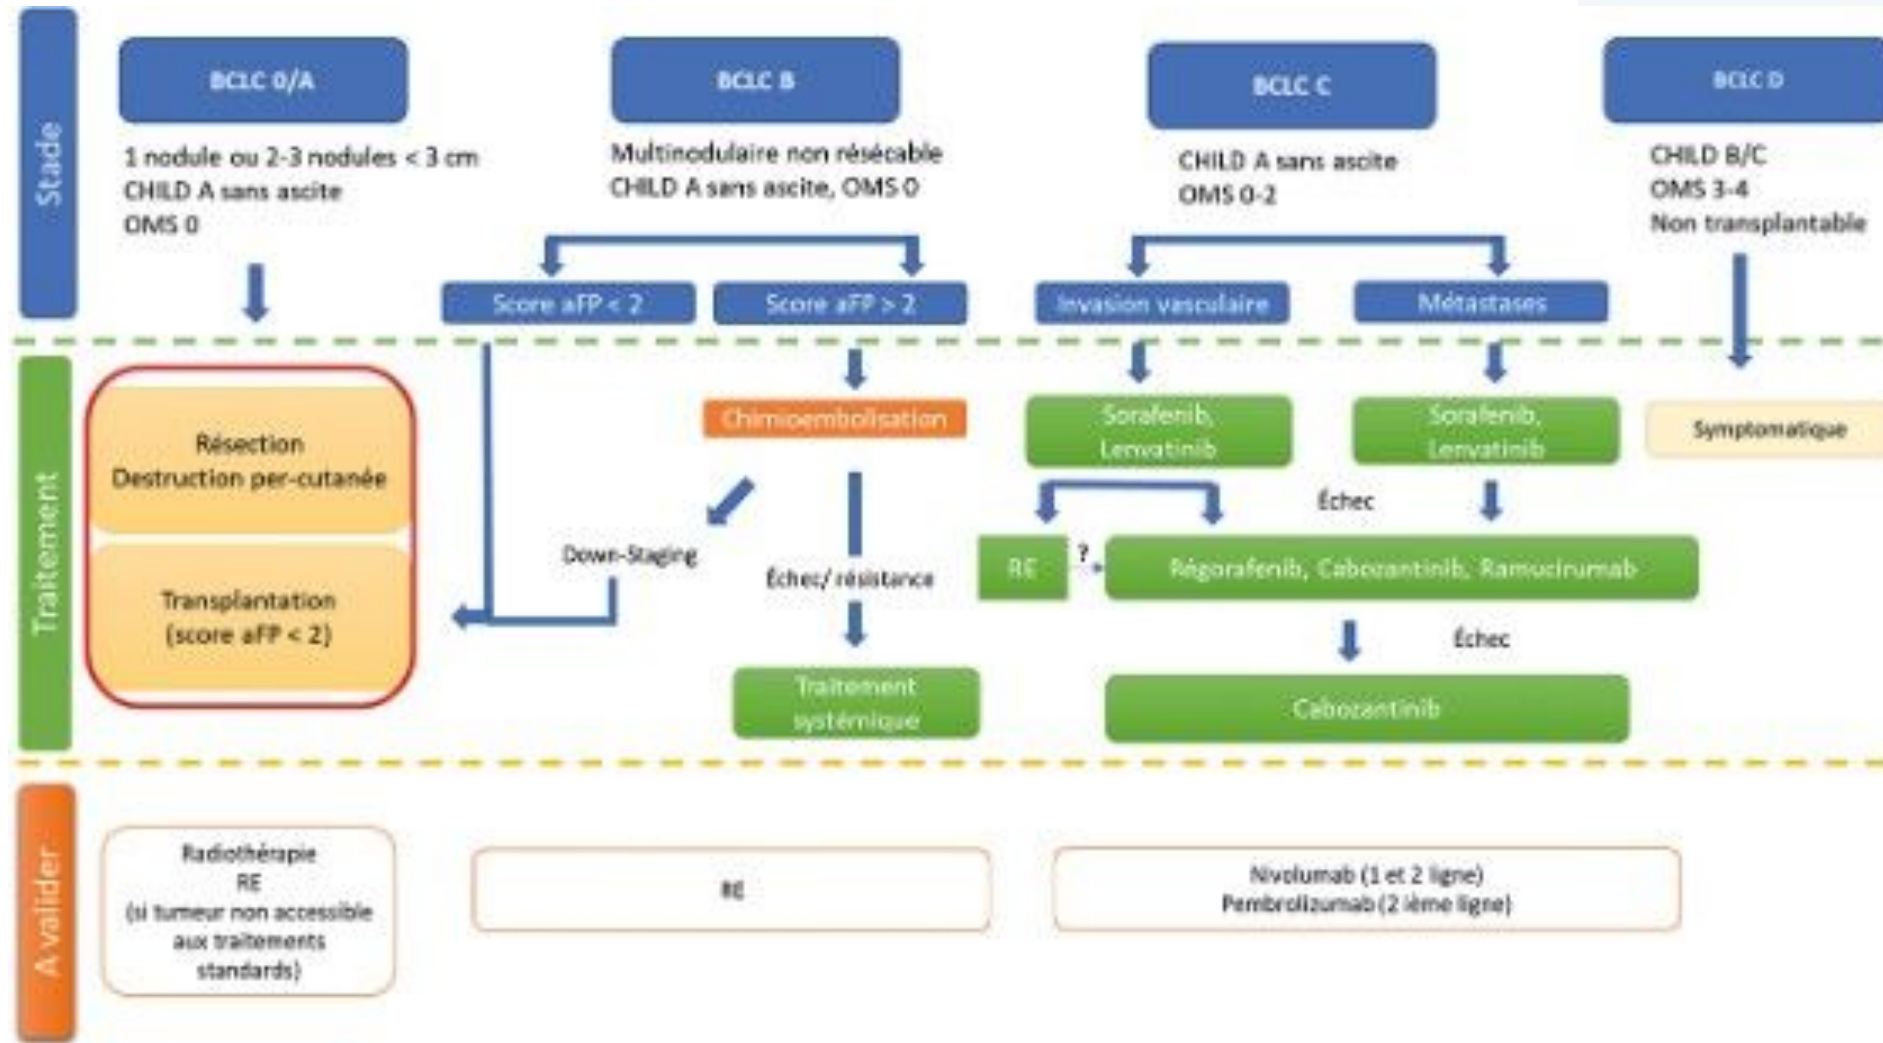 Stade
BCLC 0/A
1 nodule ou 2-3 nodules < 3 cm
CHILD A sans ascite
OMS 0
BCLC B
Multinodulaire non résécable
CHILD A sans ascite, OMS 0
Score aFP < 2
Score aFP > 2
BCLC C
CHILD A sans ascite
OMS 0-2
Invasion vasculaire
Métastases
BCLC D
CHILD B/C
OMS 3-4
Non transplantable
Traitement
Résection
Destruction per-cutanée
Transplantation
(score aFP < 2)
Chimioembolisation
Down-Staging
Échec/ résistance
Traitement
systémique
Sorafenib,
Lenvatinib
Sorafenib,
Lenvatinib
Échec
RE
?
Régorafenib, Cabozantinib, Ramucirumab
Échec
Cabozantinib
Symptomatique
A valider
Radiothérapie
RE
(si tumeur non accessible
aux traitements
standards)
RE
Nivolumab (1 et 2 ligne)
Pembrolizumab (2 ième ligne)